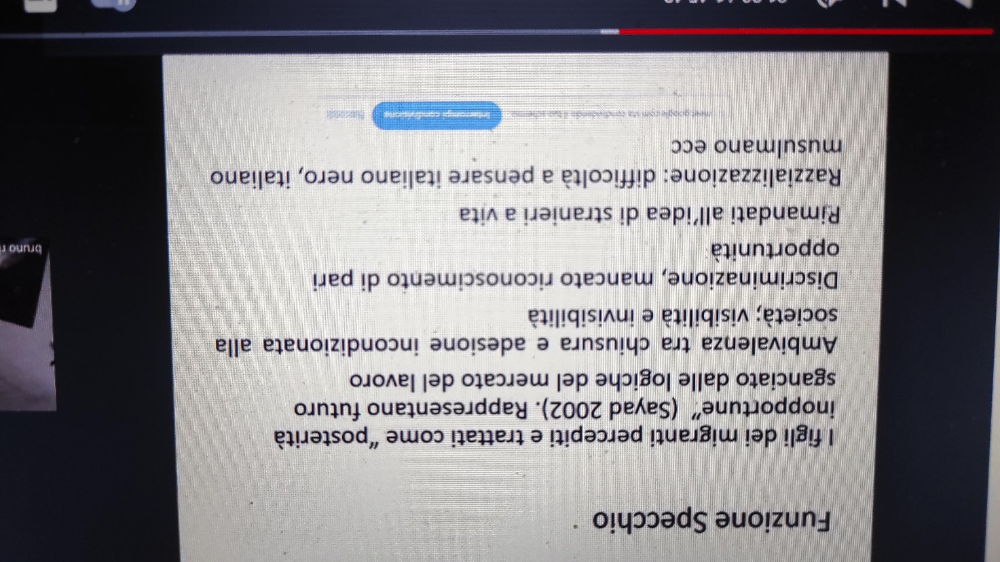 Funzione Specchio
I figli dei migranti percepiti e trattati come "posterità
inopportune" (Sayad 2002). Rappresentano futuro
sganciato dalle logiche del mercato del lavoro
Ambivalenza tra chiusura e adesione incondizionata alla
società; visibilità e invisibilità
Discriminazione, mancato riconoscimento di pari
opportunità
Rimandati all'idea di stranieri a vita
Razzializzazione: difficoltà a pensare italiano nero, italiano
musulmano ecc
meet.google.com sta condividendo il tuo schermo
Interrompi condivisione
Nascondi
bruno